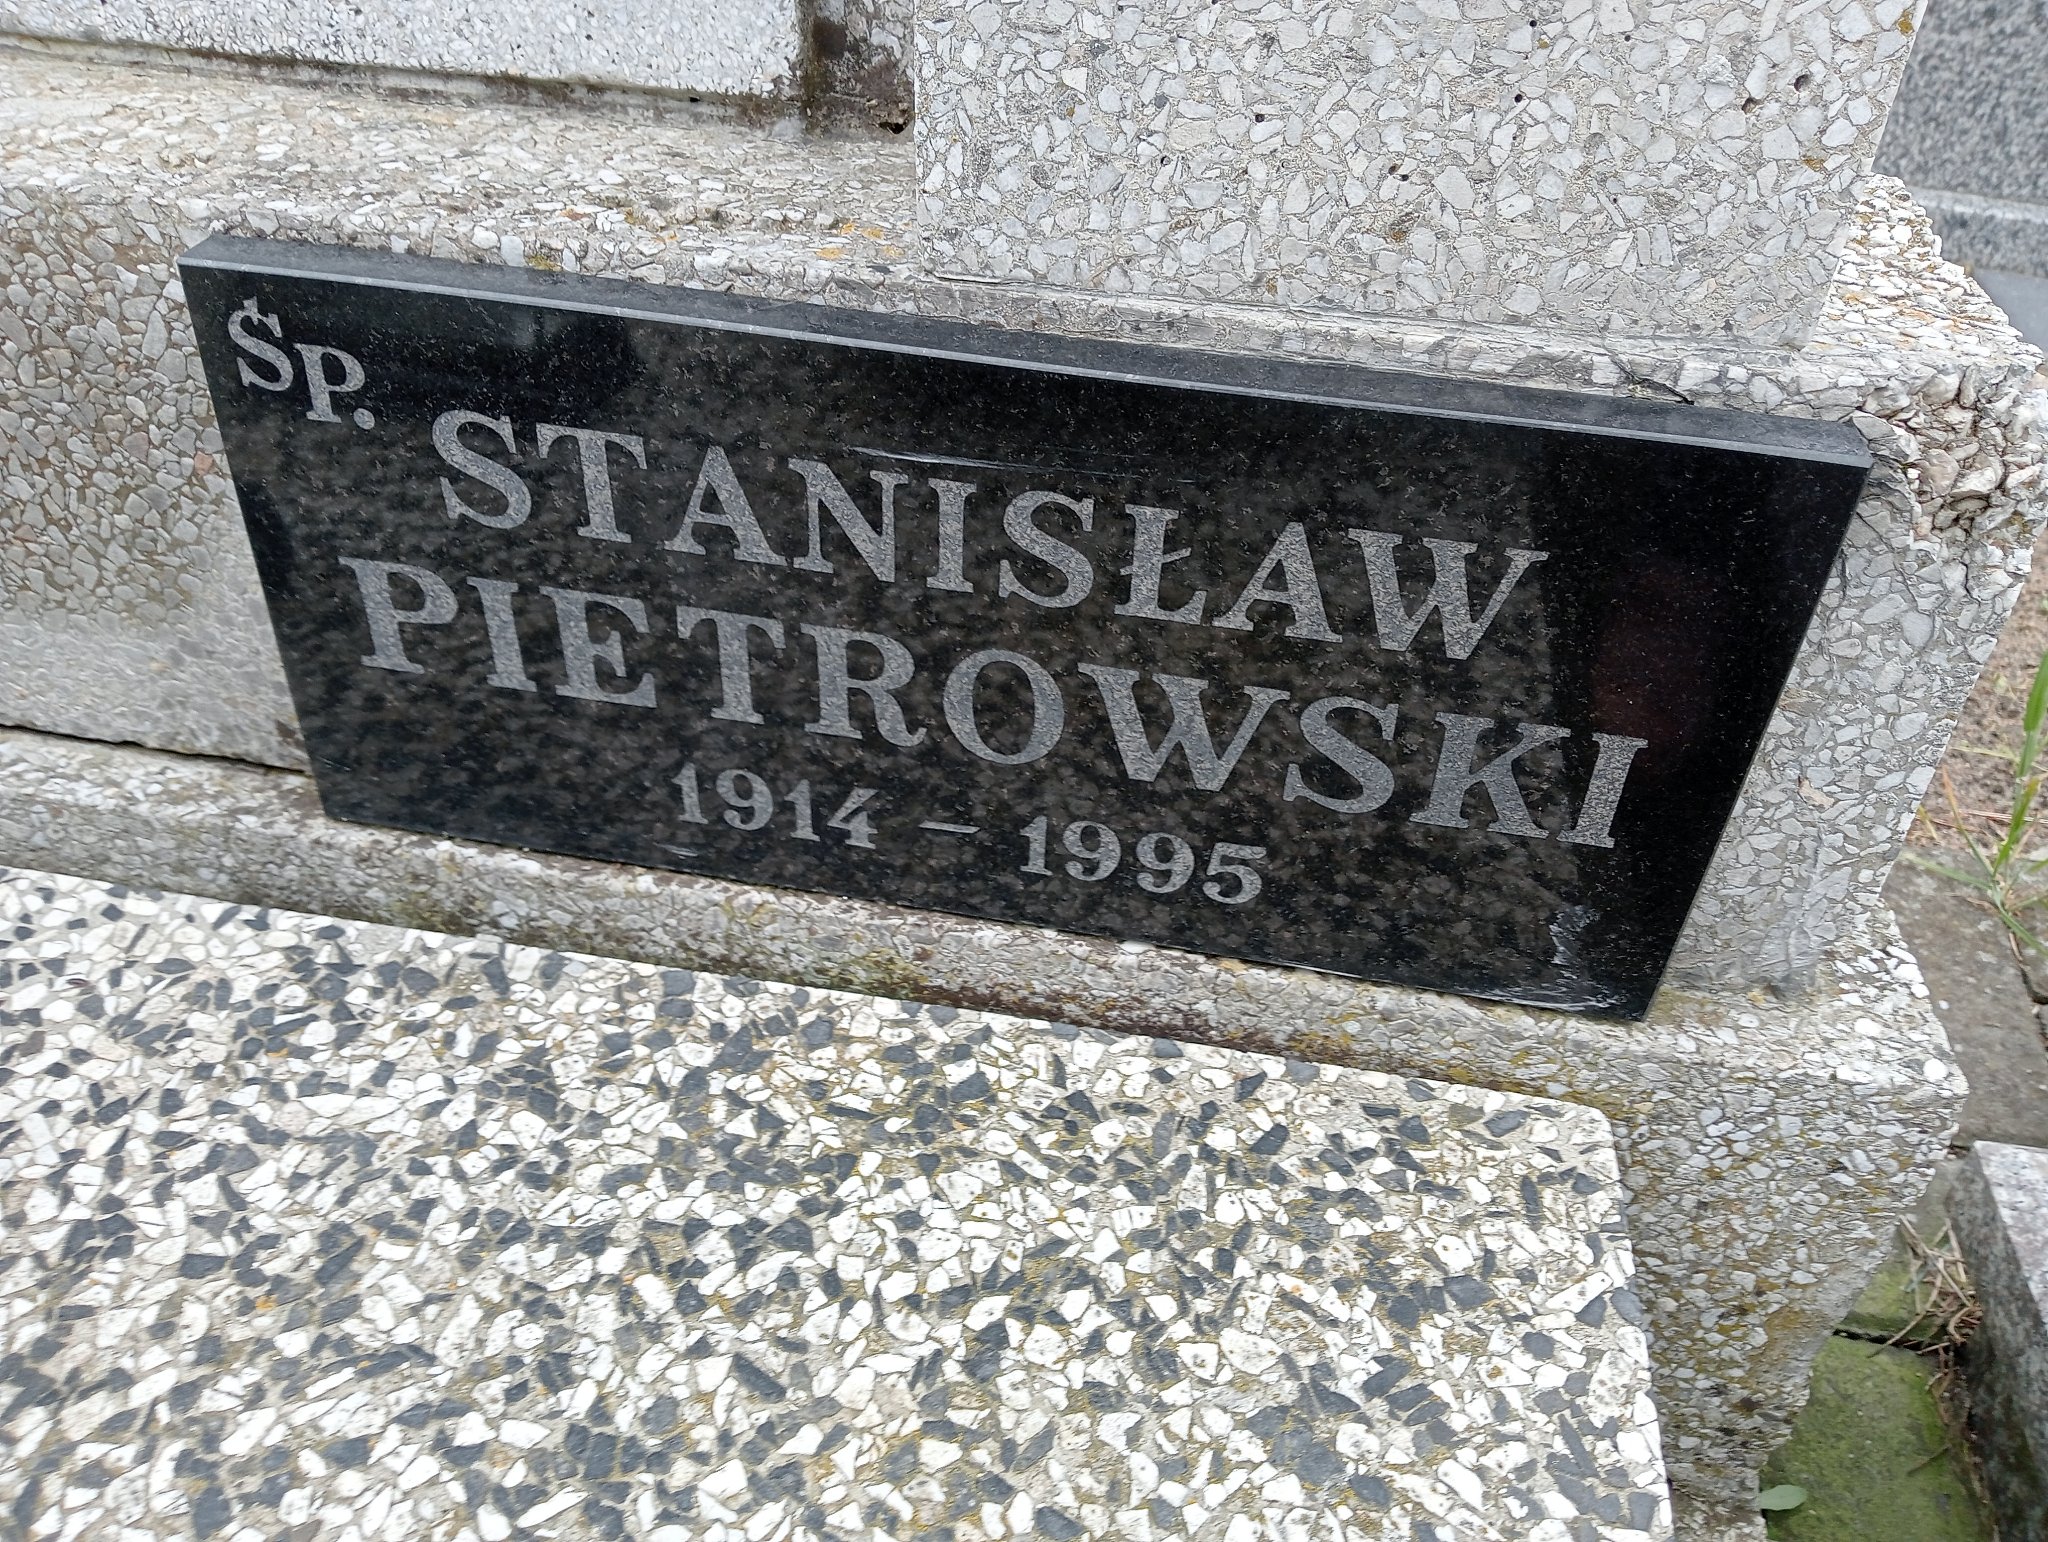 ŚP.
STANISŁAW
PIETROWSKI
1914 - 1995